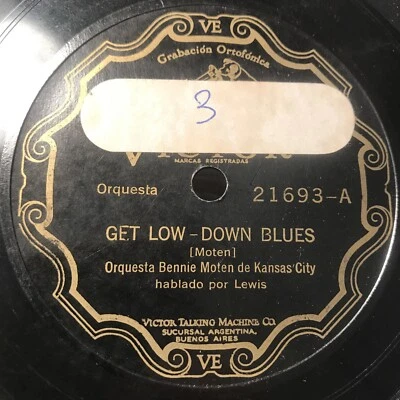 VE
Grabación Ortofónica
3
VICTOR
MARCAS REGISTRADAS
Orquesta 21693-A
GET LOW-DOWN BLUES
[Moten]
Orquesta Bennie Moten de Kansas City
hablado por Lewis
VICTOR TALKING MACHINE CO.
SUCURSAL ARGENTINA,
BUENOS AIRES
VE